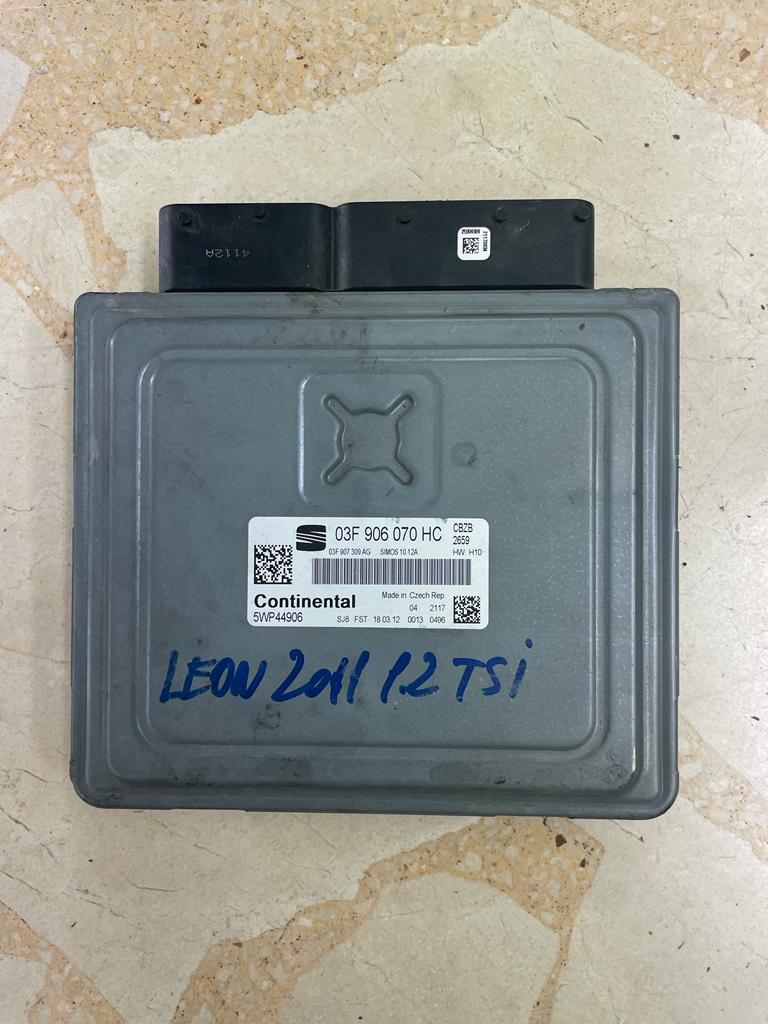 4112A
03F 906 070 HC
CBZB
2659
03F 907 309 AG SIMOS 10.12A HW H10
Continental
Made in Czech Rep
04 2117
5WP44906
SJ8 FST 18.03.12 0013 0496
LEON 2011 1.2 TSi